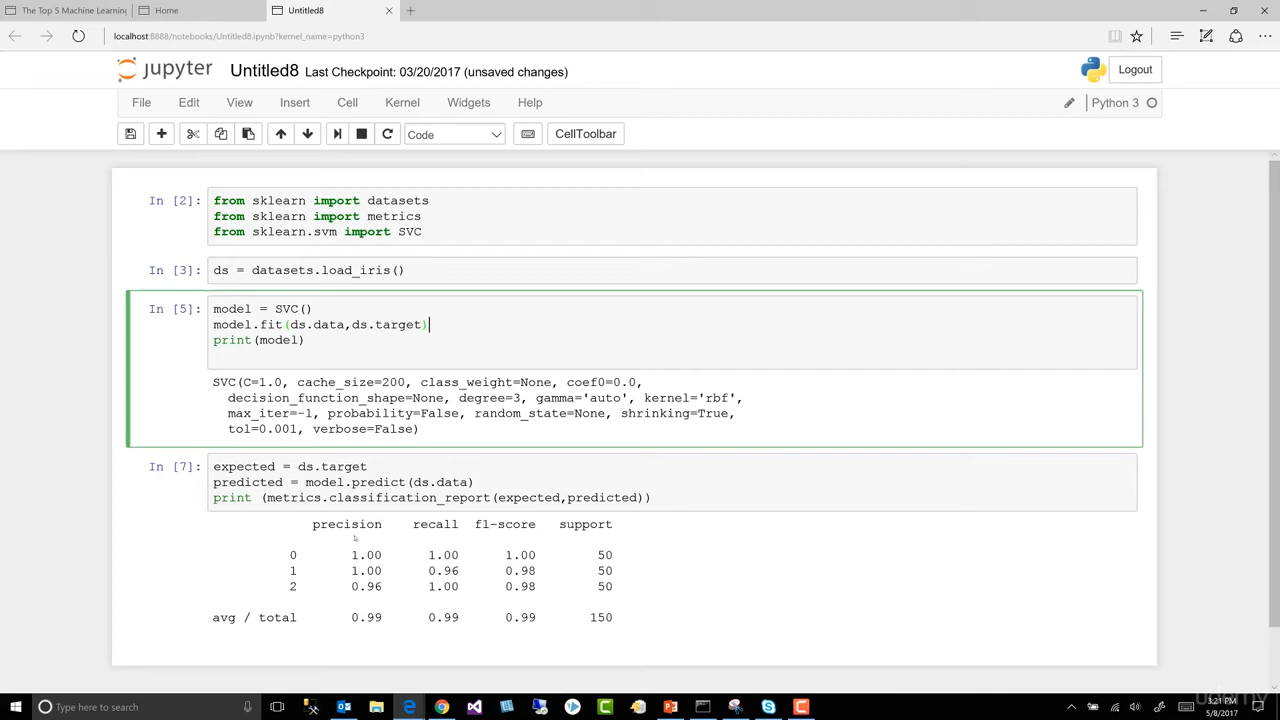 The Top 5 Machine Learning
Home
Untitled8
localhost:8888/notebooks/Untitled8.ipynb?kernel_name=python3
jupyter Untitled8 Last Checkpoint: 03/20/2017 (unsaved changes)
Logout
File Edit View Insert Cell Kernel Widgets Help
Python 3
Code
CellToolbar
In [2]: from sklearn import datasets
from sklearn import metrics
from sklearn.svm import SVC
In [3]: ds = datasets.load_iris()
In [5]: model = SVC()
model.fit(ds.data,ds.target)
print(model)
SVC(C=1.0, cache_size=200, class_weight=None, coef0=0.0,
decision_function_shape=None, degree=3, gamma='auto', kernel='rbf',
max_iter=-1, probability=False, random_state=None, shrinking=True,
tol=0.001, verbose=False)
In [7]: expected = ds.target
predicted = model.predict(ds.data)
print (metrics.classification_report(expected,predicted))
precision recall f1-score support
0 1.00 1.00 1.00 50
1 1.00 0.96 0.98 50
2 0.96 1.00 0.98 50
avg / total 0.99 0.99 0.99 150
Type here to search
3:21 PM
5/8/2017
udemy